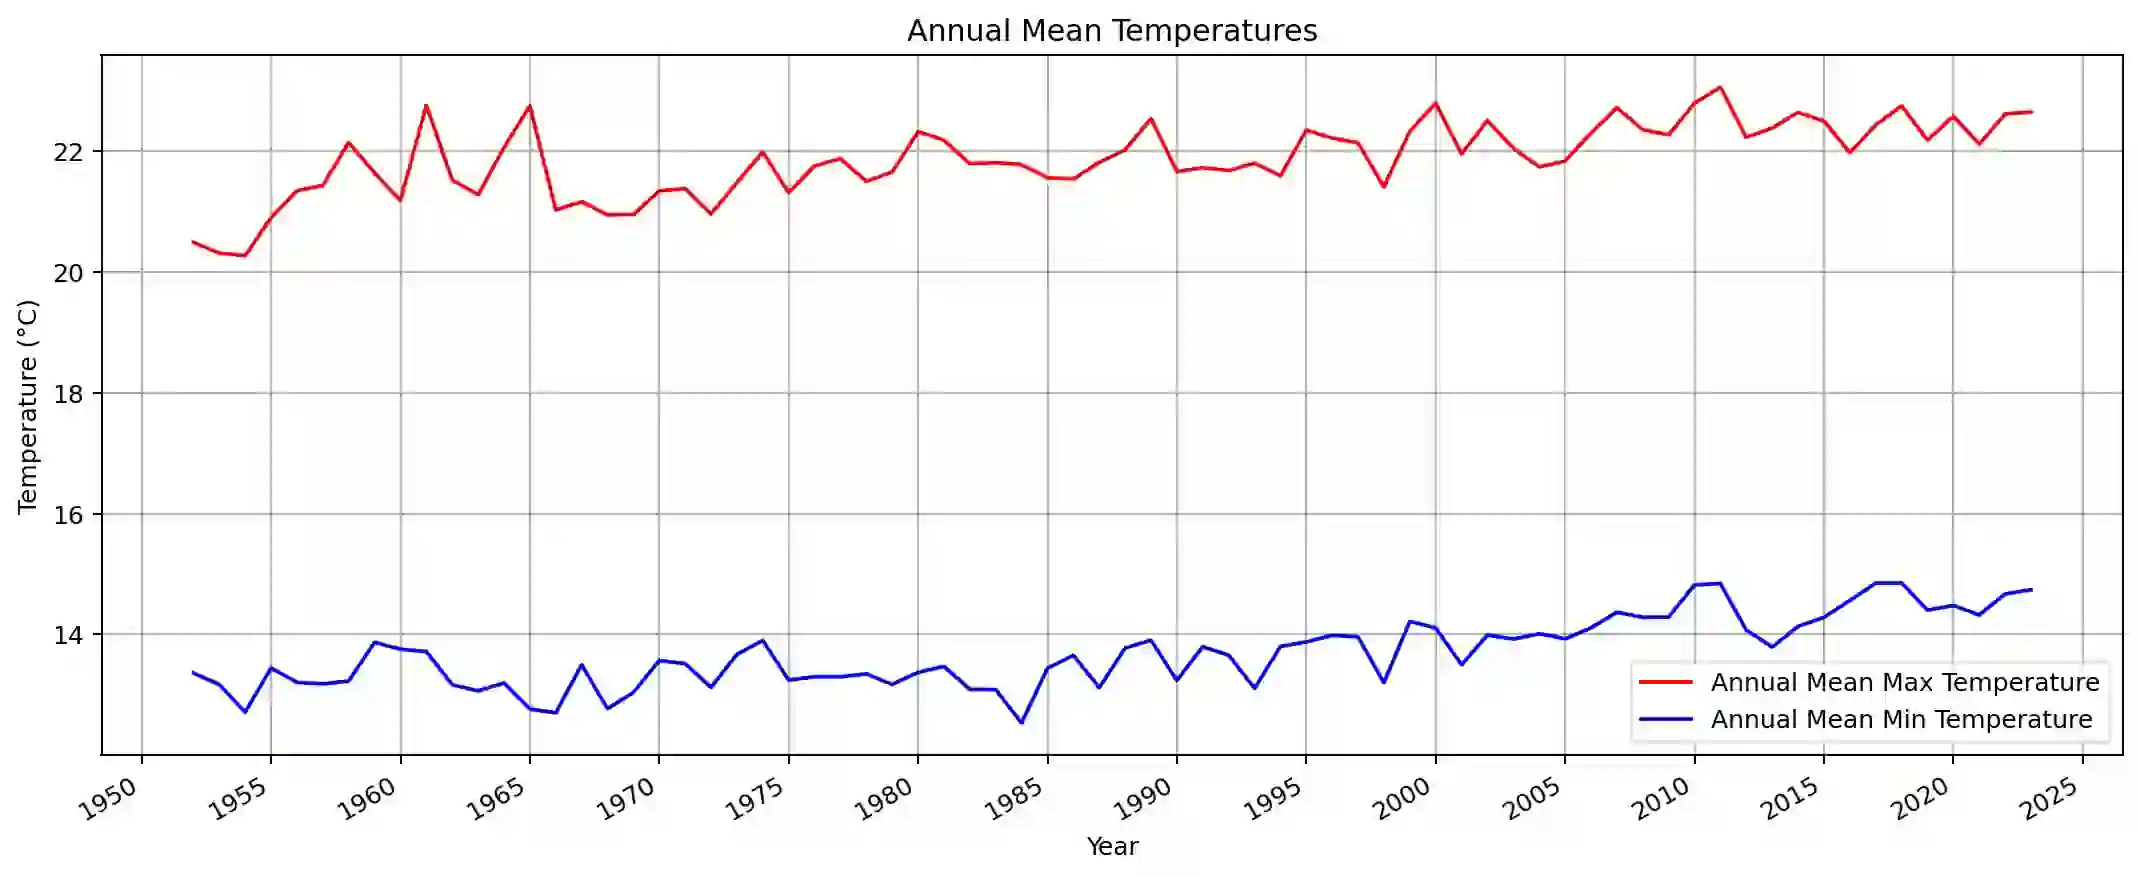 Annual Mean Temperatures
Temperature (°C)
22
20
18
16
14
Annual Mean Max Temperature
Annual Mean Min Temperature
1950 1955 1960 1965 1970 1975 1980 1985 1990 1995 2000 2005 2010 2015 2020 2025
Year